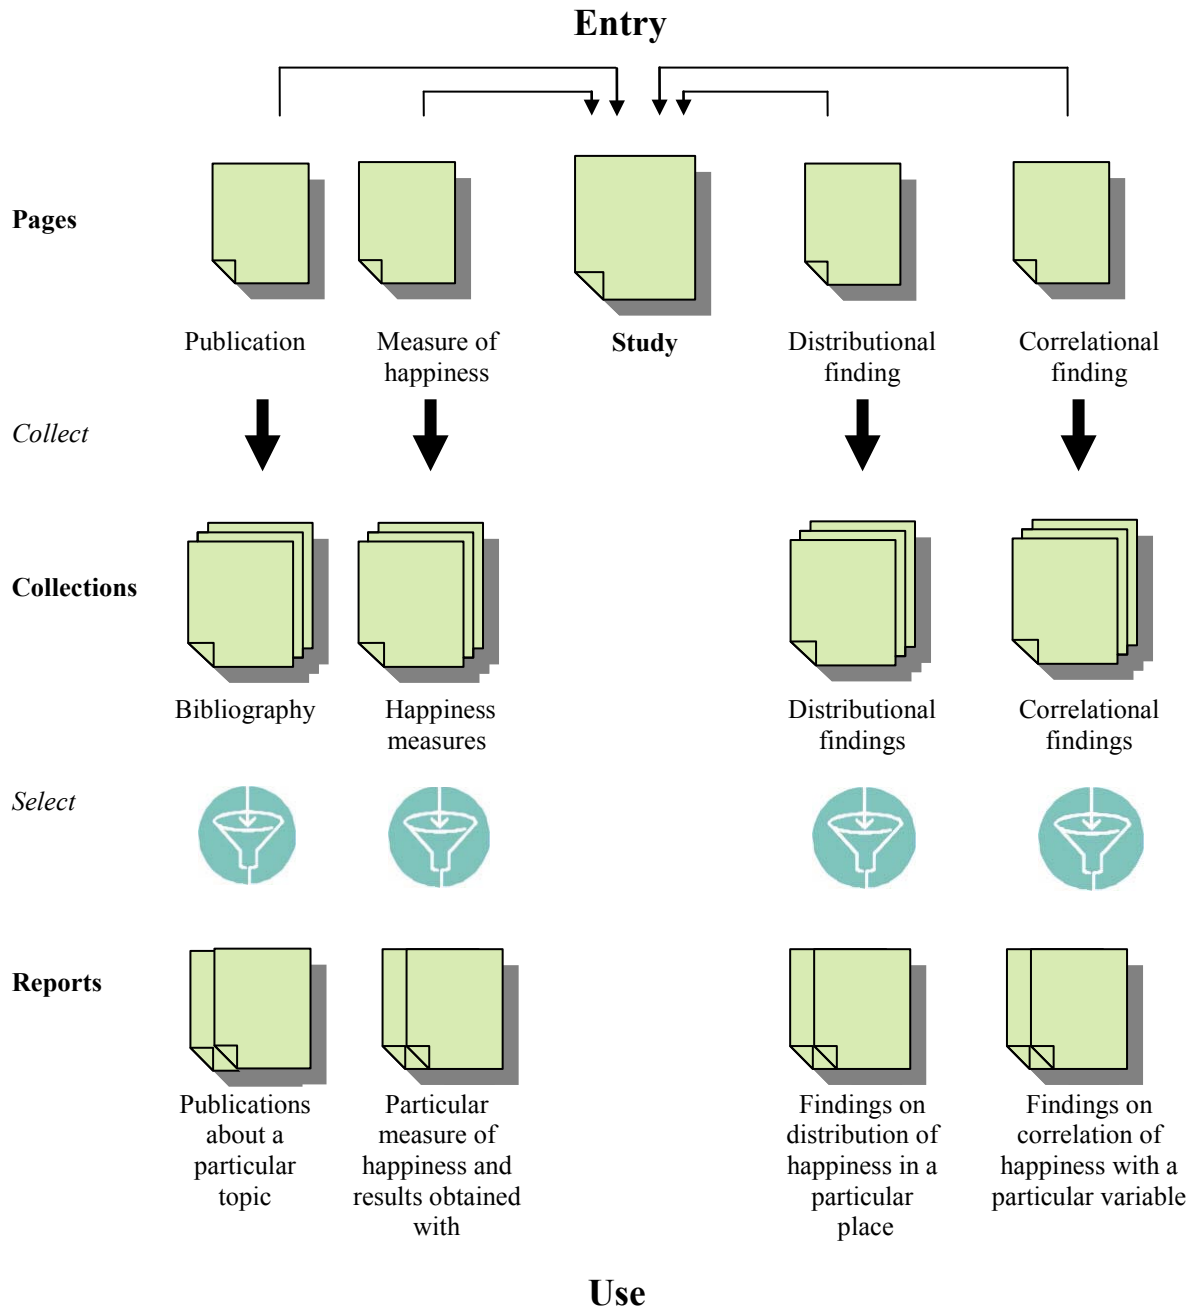 Entry
Pages
Publication
Measure of
happiness
Study
Distributional
finding
Correlational
finding
Collect
Collections
Bibliography
Happiness
measures
Distributional
findings
Correlational
findings
Select
Reports
Publications
about a
particular
topic
Particular
measure of
happiness and
results obtained
with
Findings on
distribution of
happiness in a
particular
place
Findings on
correlation of
happiness with a
particular variable
Use